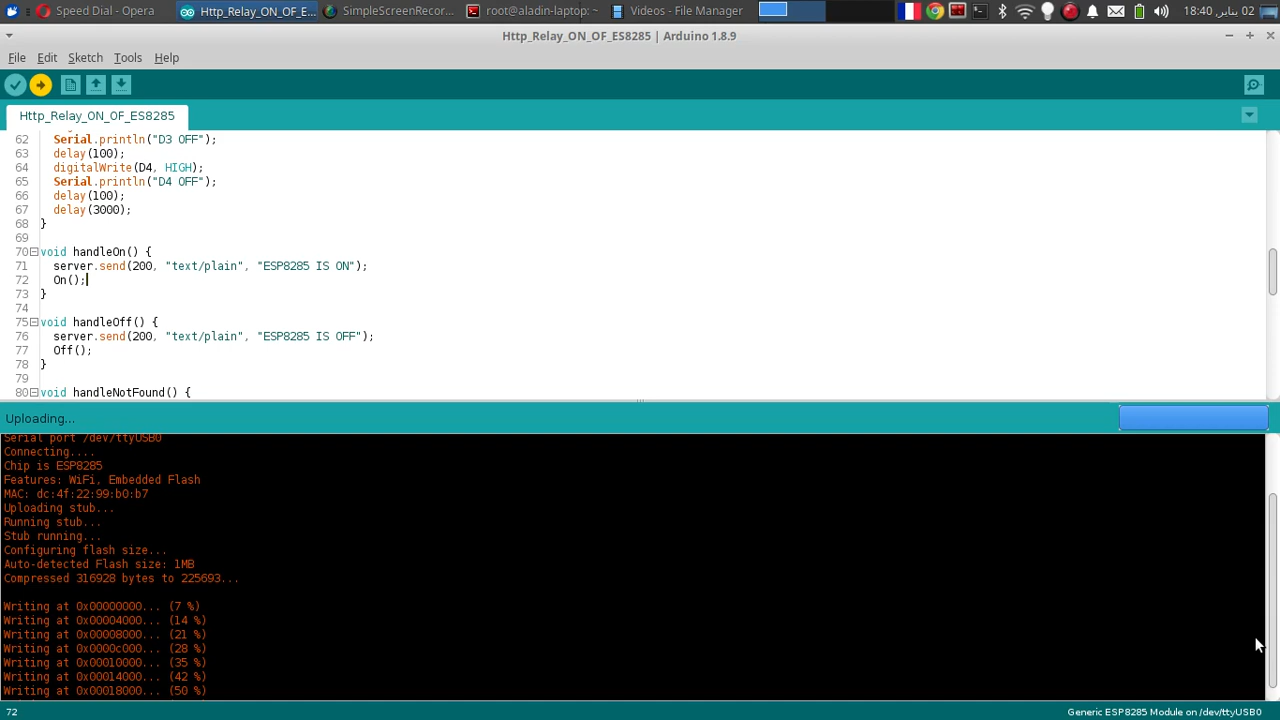 Speed Dial - Opera
Http_Relay_ON_OF_E...
SimpleScreenRecor...
root@aladin-laptop: ~
Videos - File Manager
02 يناير, 18:40
Http_Relay_ON_OF_ES8285 | Arduino 1.8.9
File Edit Sketch Tools Help
Http_Relay_ON_OF_ES8285
62 Serial.println("D3 OFF");
63 delay(100);
64 digitalWrite(D4, HIGH);
65 Serial.println("D4 OFF");
66 delay(100);
67 delay(3000);
68 }
69
70 void handleOn() {
71 server.send(200, "text/plain", "ESP8285 IS ON");
72 On();
73 }
74
75 void handleOff() {
76 server.send(200, "text/plain", "ESP8285 IS OFF");
77 Off();
78 }
79
80 void handleNotFound() {
Uploading...
Serial port /dev/ttyUSB0
Connecting....
Chip is ESP8285
Features: WiFi, Embedded Flash
MAC: dc:4f:22:99:b0:b7
Uploading stub...
Running stub...
Stub running...
Configuring flash size...
Auto-detected Flash size: 1MB
Compressed 316928 bytes to 225693...
Writing at 0x00000000... (7 %)
Writing at 0x00004000... (14 %)
Writing at 0x00008000... (21 %)
Writing at 0x0000c000... (28 %)
Writing at 0x00010000... (35 %)
Writing at 0x00014000... (42 %)
Writing at 0x00018000... (50 %)
72
Generic ESP8285 Module on /dev/ttyUSB0